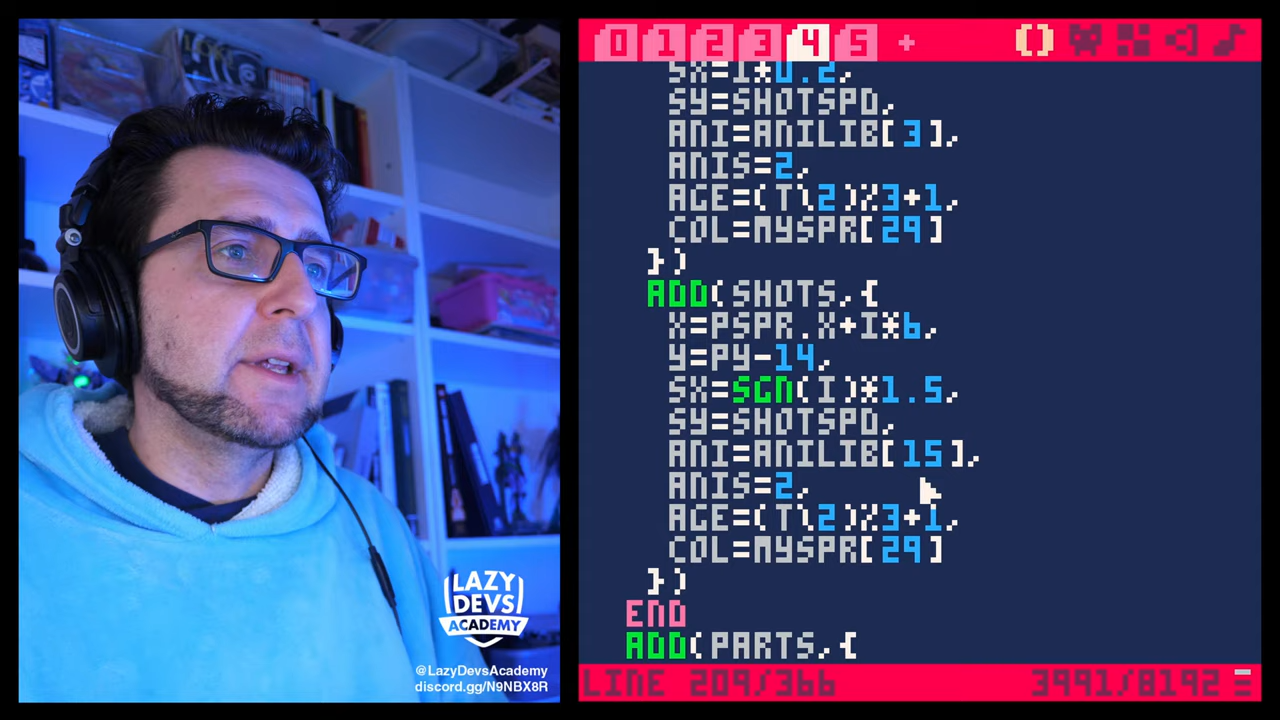 LAZY
DEVS
ACADEMY
@LazyDevsAcademy
discord.gg/N9NBX8R
0 1 2 3 4 5 + ()
SX=I*0.2,
SY=SHOTSPD,
ANI=ANILIB[3],
ANIS=2,
AGE=(T\2)%3+1,
COL=MYSPR[29]
})
ADD(SHOTS,{
X=PSPR.X+I*6,
Y=PY-14,
SX=SGN(I)*1.5,
SY=SHOTSPD,
ANI=ANILIB[15],
ANIS=2,
AGE=(T\2)%3+1,
COL=MYSPR[29]
})
END
ADD(PARTS,{
LINE 209/366 3991/8192